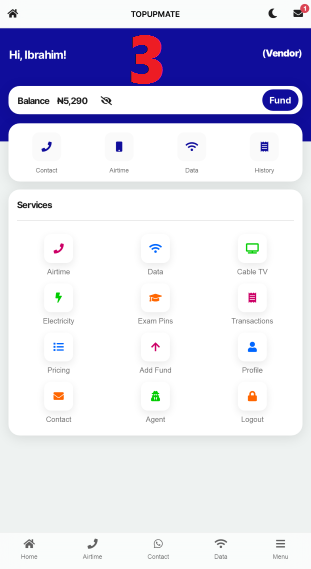 TOPUPMATE
1
Hi, Ibrahim!
3
(Vendor)
Balance ₦5,290
Fund
Contact Airtime Data History
Services
Airtime Data Cable TV
Electricity Exam Pins Transactions
Pricing Add Fund Profile
Contact Agent Logout
Home Airtime Contact Data Menu